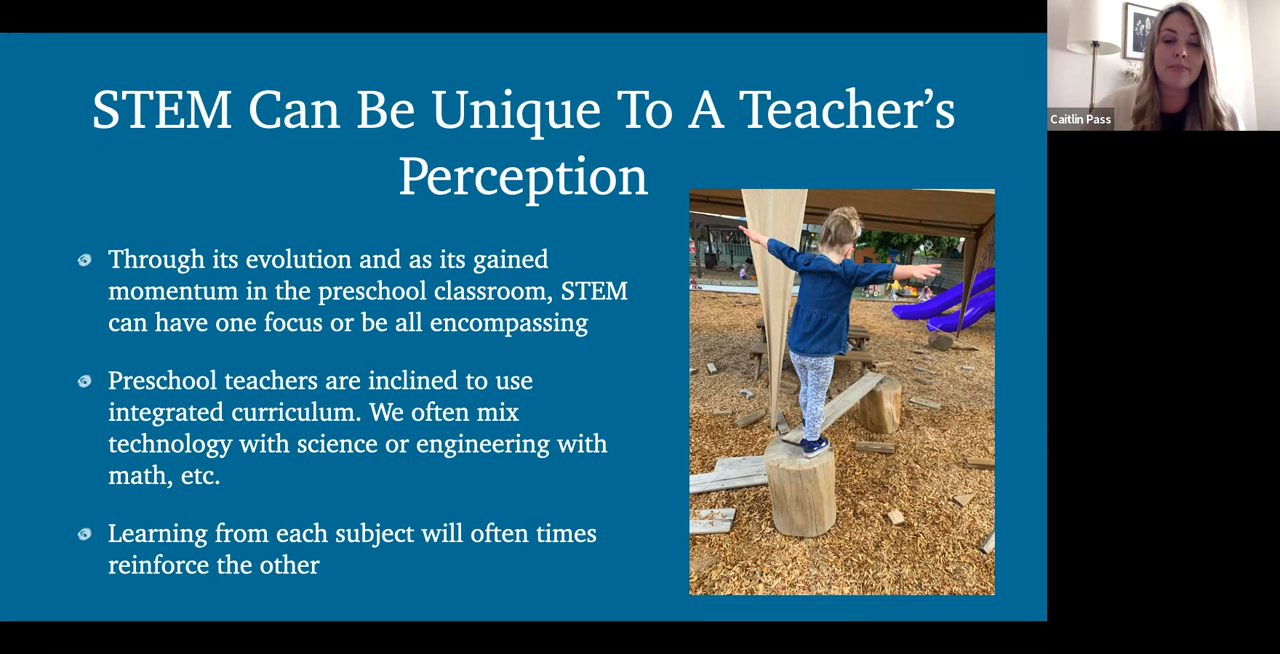 STEM Can Be Unique To A Teacher’s
Perception
Through its evolution and as its gained
momentum in the preschool classroom, STEM
can have one focus or be all encompassing
Preschool teachers are inclined to use
integrated curriculum. We often mix
technology with science or engineering with
math, etc.
Learning from each subject will often times
reinforce the other
Caitlin Pass